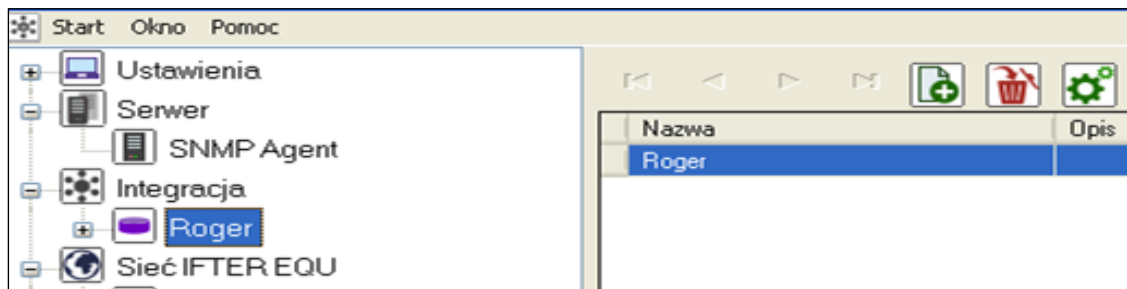 Start Okno Pomoc
Ustawienia
Serwer
SNMP Agent
Integracja
Roger
Sieć IFTER EQU
Nazwa Opis
Roger